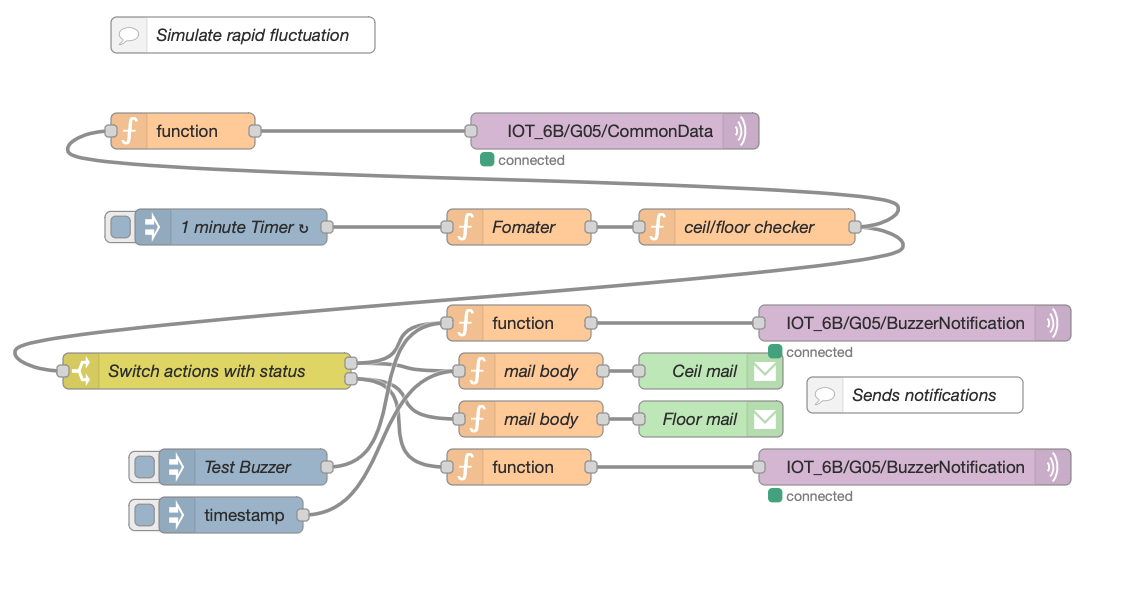 Simulate rapid fluctuation
function
IOT_6B/G05/CommonData
connected
1 minute Timer ↻
Fomater
ceil/floor checker
function
IOT_6B/G05/BuzzerNotification
connected
Switch actions with status
mail body
Ceil mail
Sends notifications
mail body
Floor mail
Test Buzzer
function
IOT_6B/G05/BuzzerNotification
connected
timestamp